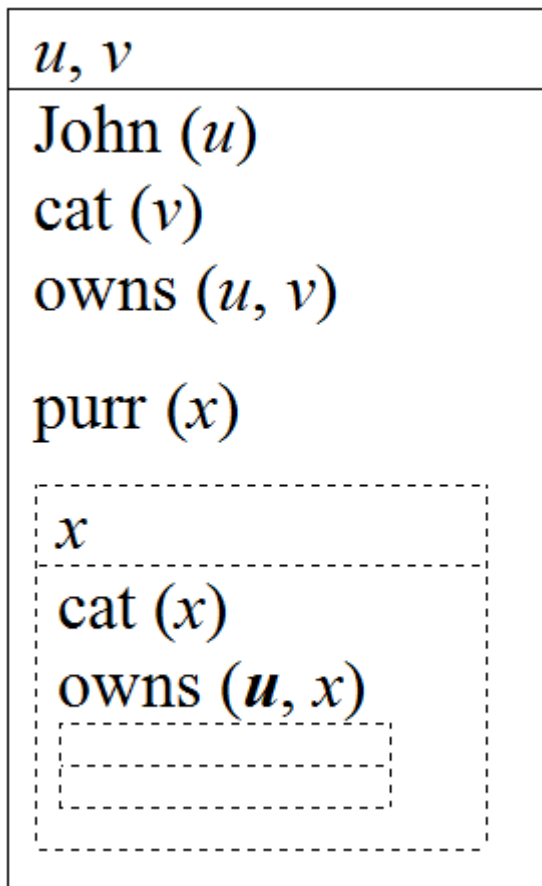 u, v
John (u)
cat (v)
owns (u, v)
purr (x)
x
cat (x)
owns (u, x)